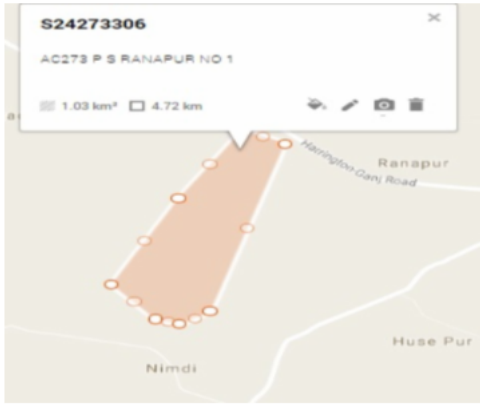 S24273306
AC273 P S RANAPUR NO 1
1.03 km² 4.72 km
Harrington Ganj Road
Ranapur
Huse Pur
Nimdi